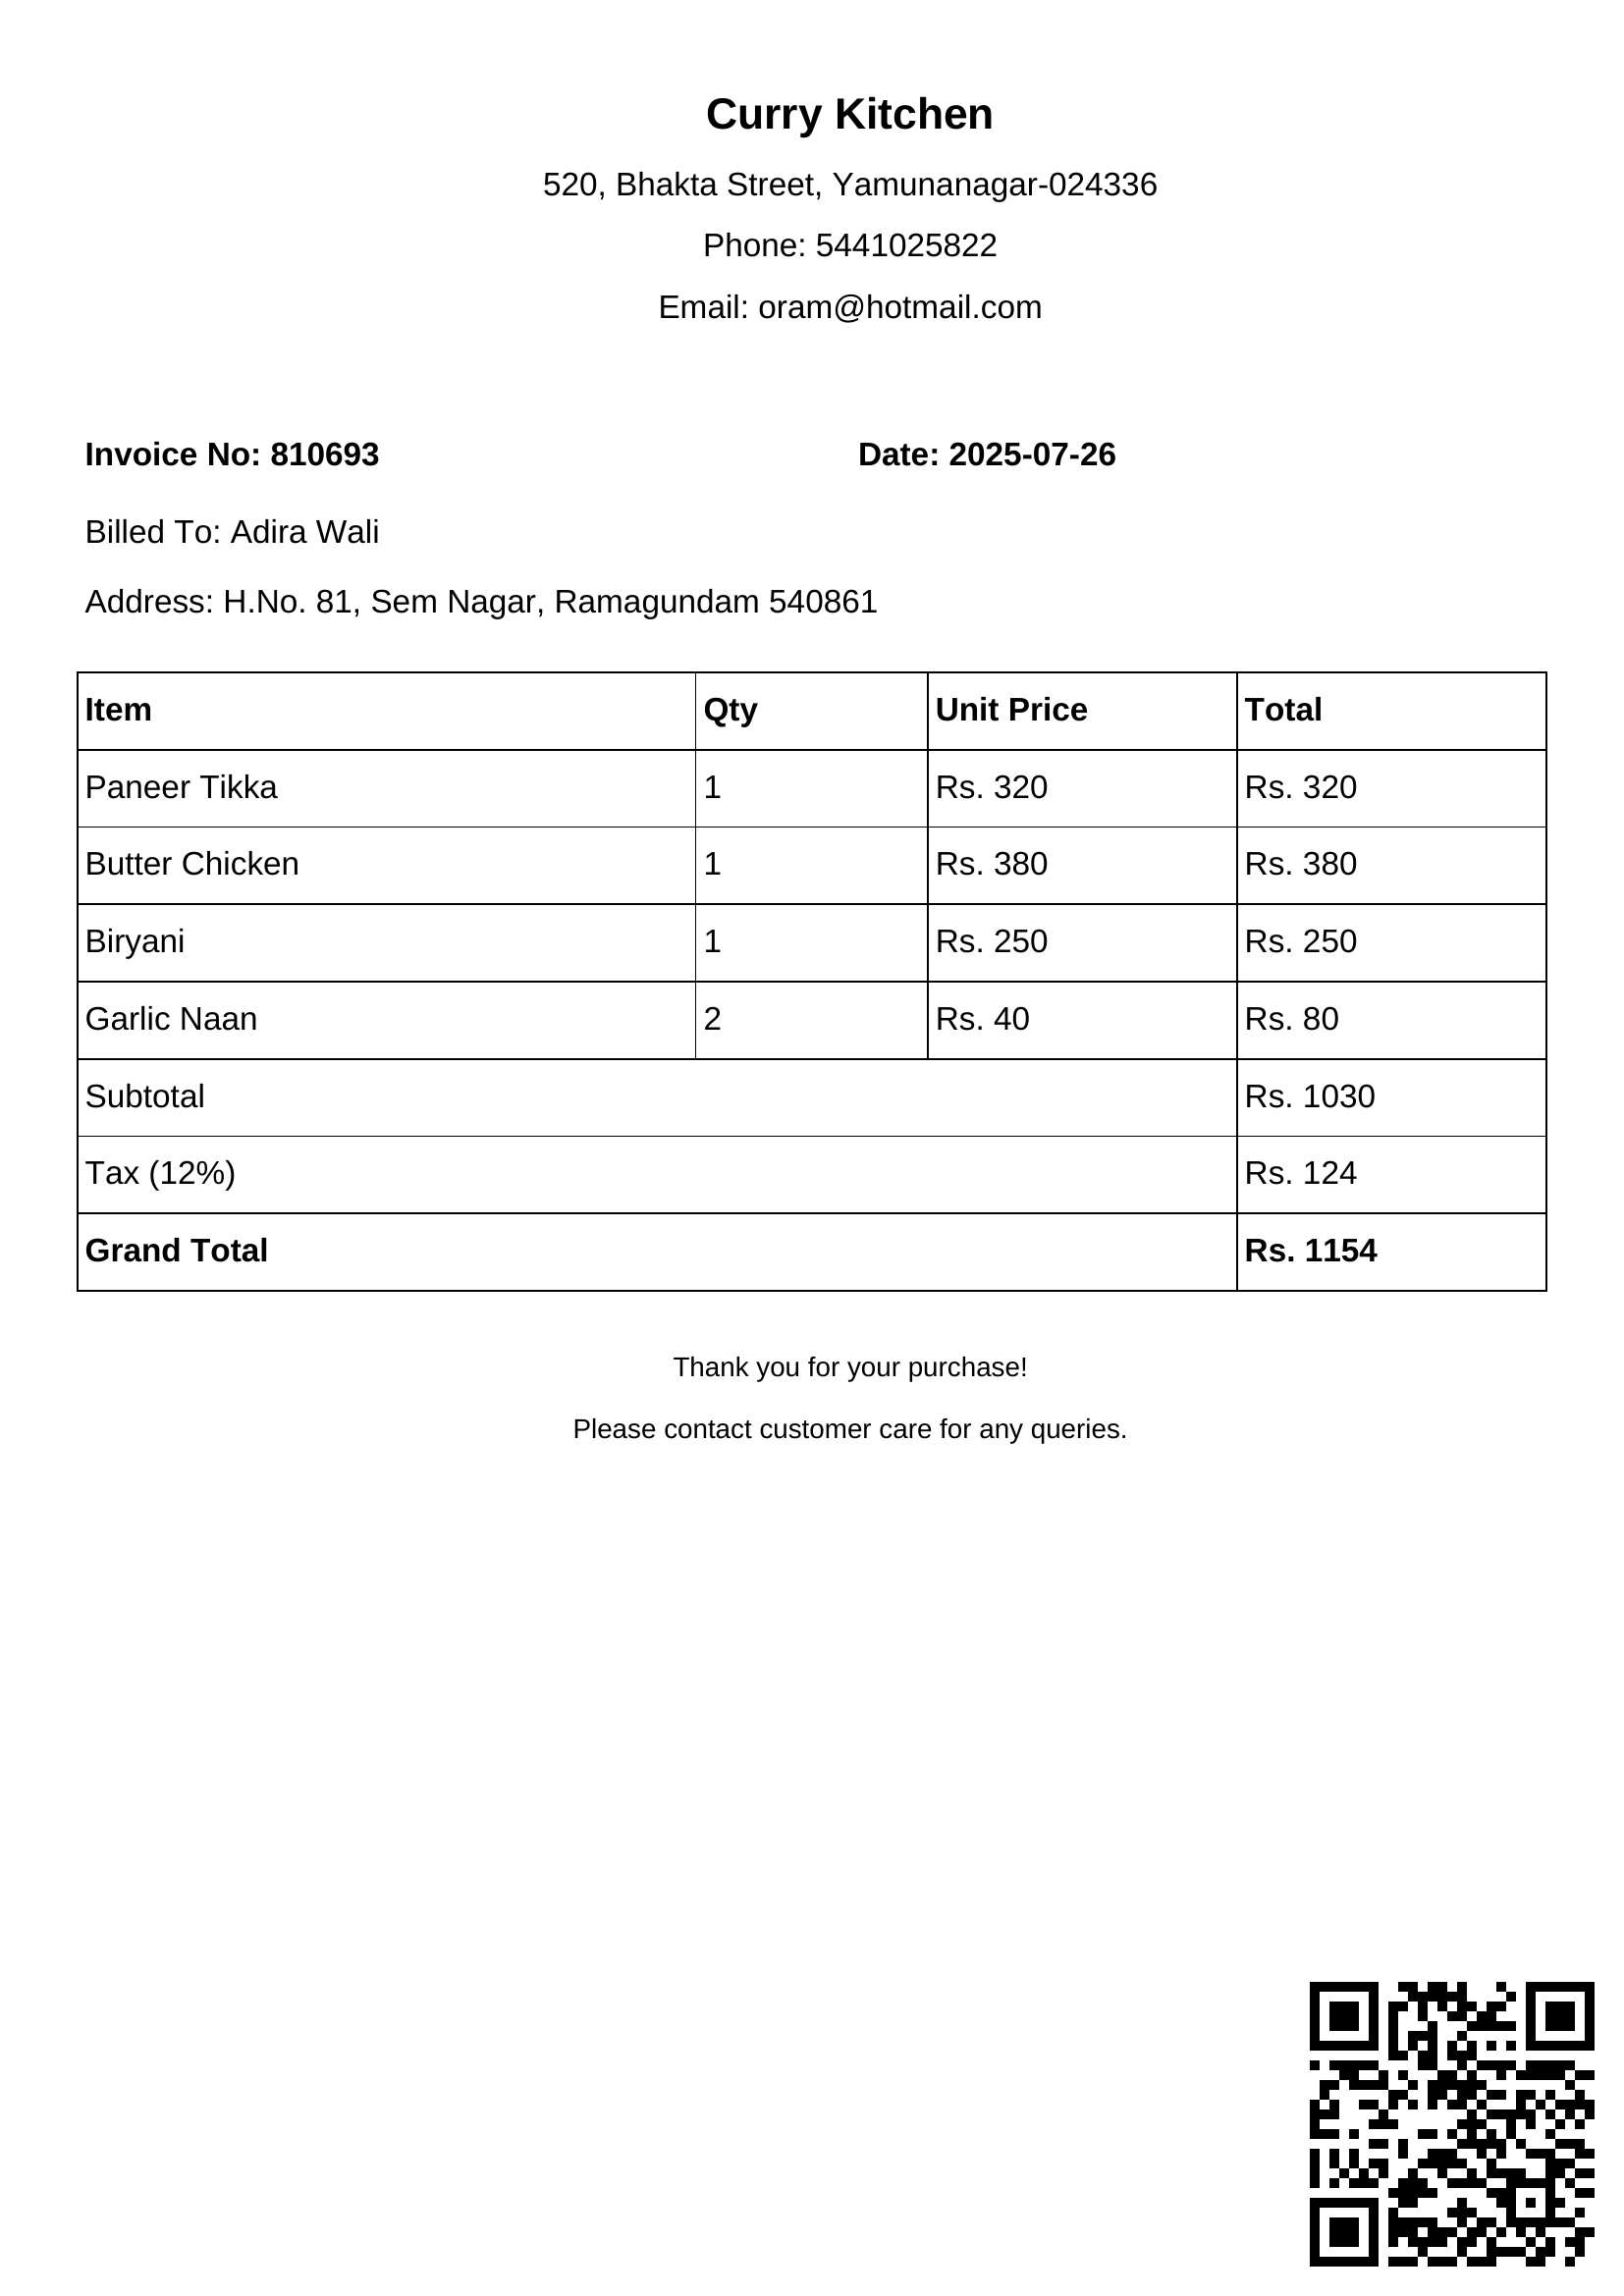 Curry Kitchen
520, Bhakta Street, Yamunanagar-024336
Phone: 5441025822
Email: oram@hotmail.com
Invoice No: 810693 Date: 2025-07-26
Billed To: Adira Wali
Address: H.No. 81, Sem Nagar, Ramagundam 540861
Item Qty Unit Price Total
Paneer Tikka 1 Rs. 320 Rs. 320
Butter Chicken 1 Rs. 380 Rs. 380
Biryani 1 Rs. 250 Rs. 250
Garlic Naan 2 Rs. 40 Rs. 80
Subtotal Rs. 1030
Tax (12%) Rs. 124
Grand Total Rs. 1154
Thank you for your purchase!
Please contact customer care for any queries.